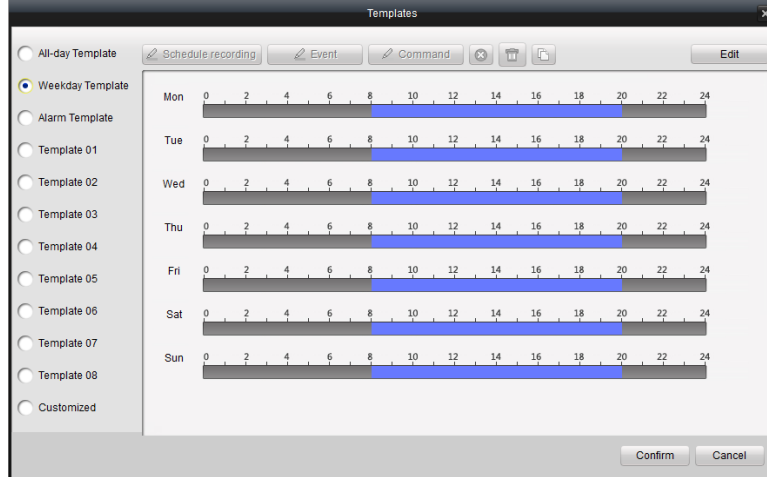 Templates
All-day Template
Weekday Template
Alarm Template
Template 01
Template 02
Template 03
Template 04
Template 05
Template 06
Template 07
Template 08
Customized
Schedule recording Event Command Edit
Mon 0 2 4 6 8 10 12 14 16 18 20 22 24
Tue 0 2 4 6 8 10 12 14 16 18 20 22 24
Wed 0 2 4 6 8 10 12 14 16 18 20 22 24
Thu 0 2 4 6 8 10 12 14 16 18 20 22 24
Fri 0 2 4 6 8 10 12 14 16 18 20 22 24
Sat 0 2 4 6 8 10 12 14 16 18 20 22 24
Sun 0 2 4 6 8 10 12 14 16 18 20 22 24
Confirm Cancel